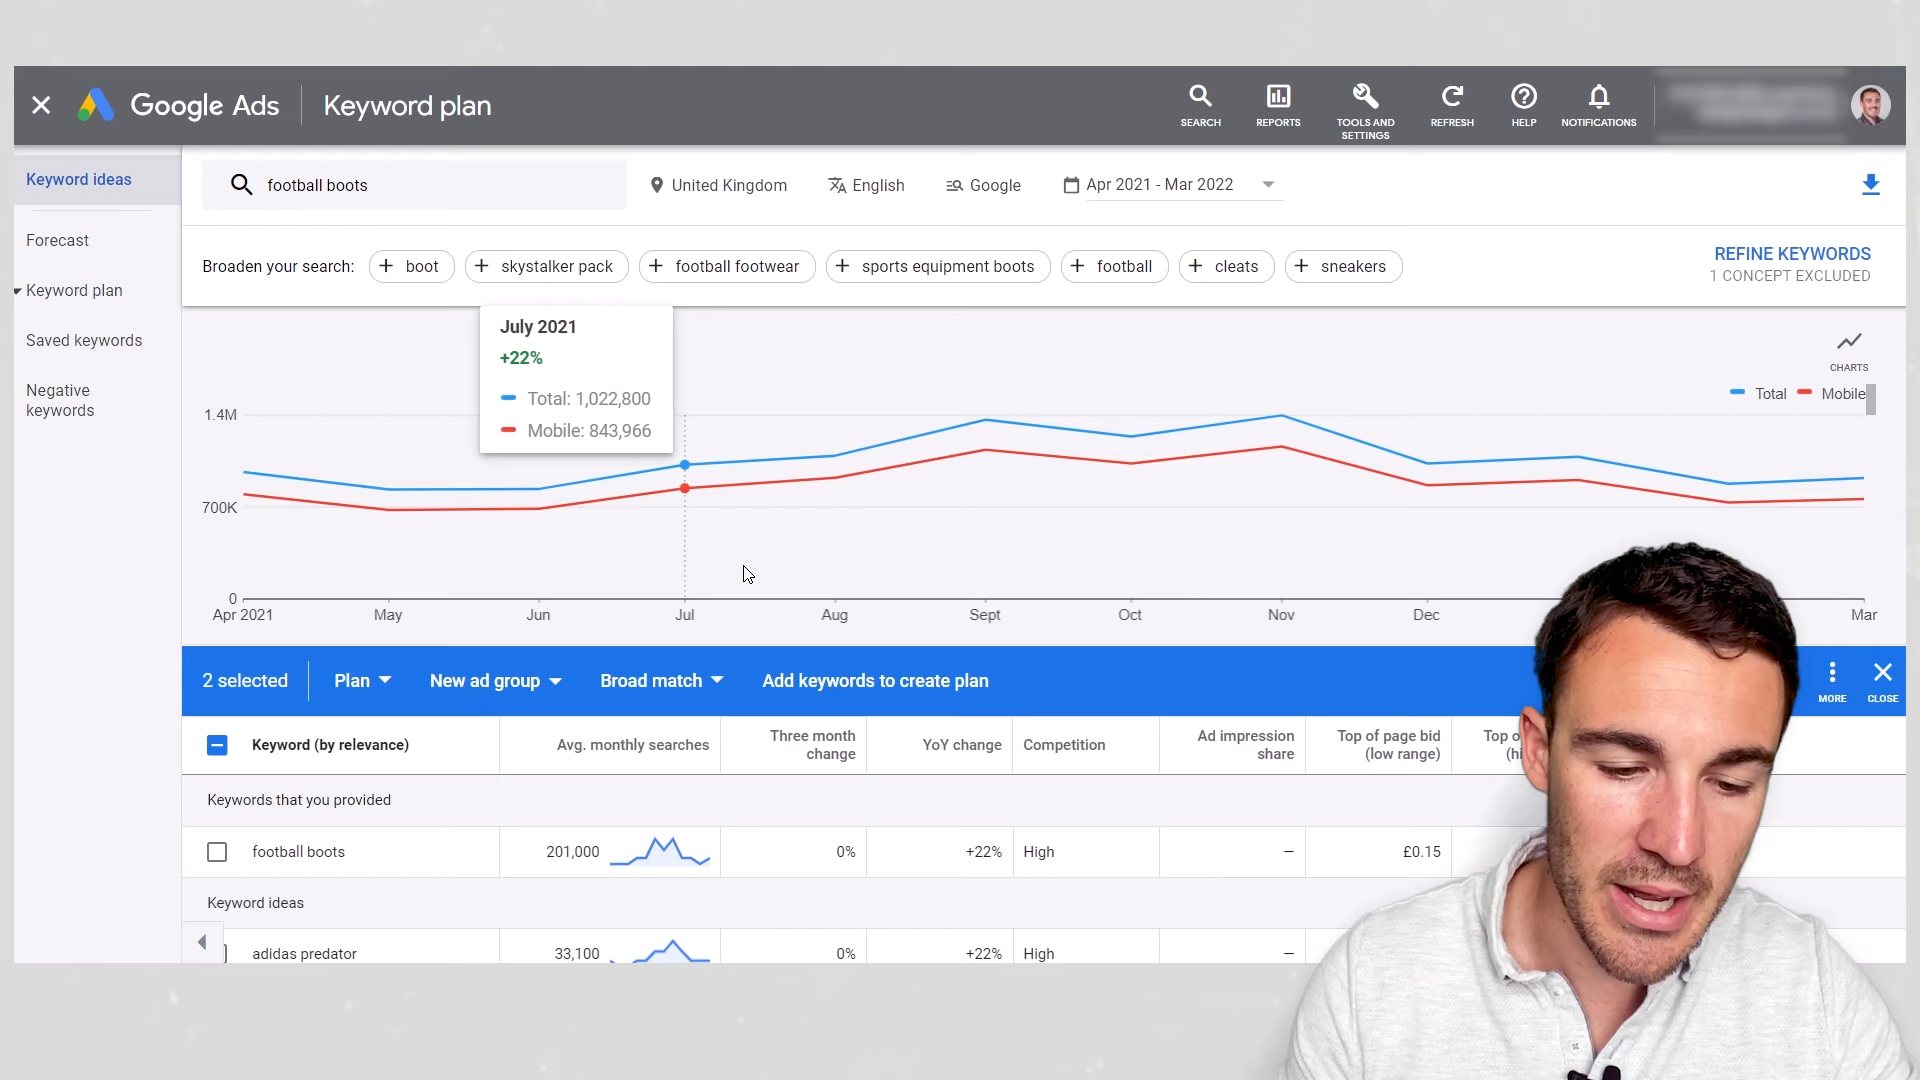 Google Ads
Keyword plan
SEARCH
REPORTS
TOOLS AND
SETTINGS
REFRESH
HELP
NOTIFICATIONS
Keyword ideas
Forecast
Keyword plan
Saved keywords
Negative
keywords
football boots
United Kingdom
English
Google
Apr 2021 - Mar 2022
Broaden your search:
boot
skystalker pack
football footwear
sports equipment boots
football
cleats
sneakers
REFINE KEYWORDS
1 CONCEPT EXCLUDED
July 2021
+22%
Total: 1,022,800
Mobile: 843,966
CHARTS
Total
Mobile
1.4M
700K
0
Apr 2021
May
Jun
Jul
Aug
Sept
Oct
Nov
Dec
Mar
2 selected
Plan
New ad group
Broad match
Add keywords to create plan
MORE
CLOSE
Keyword (by relevance)
Avg. monthly searches
Three month
change
YoY change
Competition
Ad impression
share
Top of page bid
(low range)
Top o
(hi
Keywords that you provided
football boots
201,000
0%
+22%
High
–
£0.15
Keyword ideas
adidas predator
33,100
0%
+22%
High
–